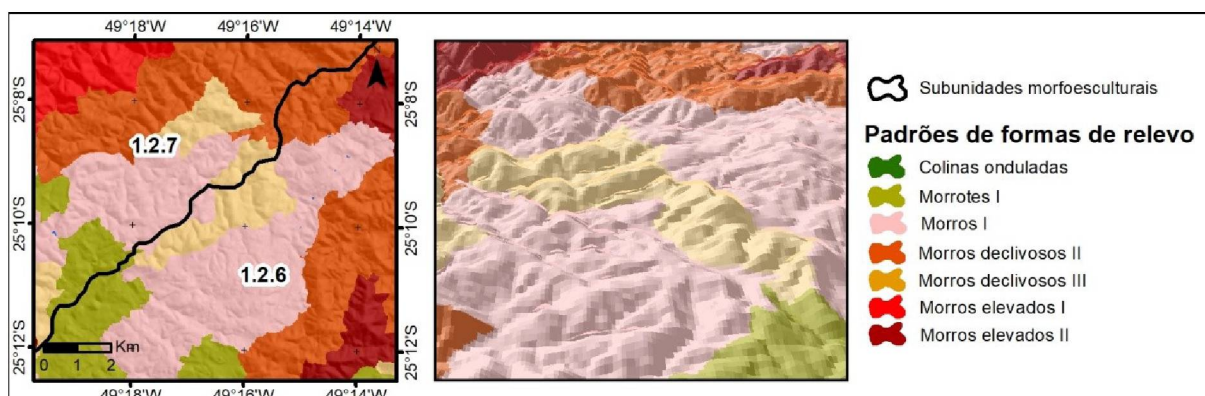 49°18'W 49°16'W 49°14'W
25°8'S
25°10'S
25°12'S
1.2.7
1.2.6
Km
0 1 2
25°8'S
25°10'S
25°12'S
49°18'W 49°16'W 49°14'W
Subunidades morfoesculturais
Padrões de formas de relevo
Colinas onduladas
Morrotes I
Morros I
Morros declivosos II
Morros declivosos III
Morros elevados I
Morros elevados II